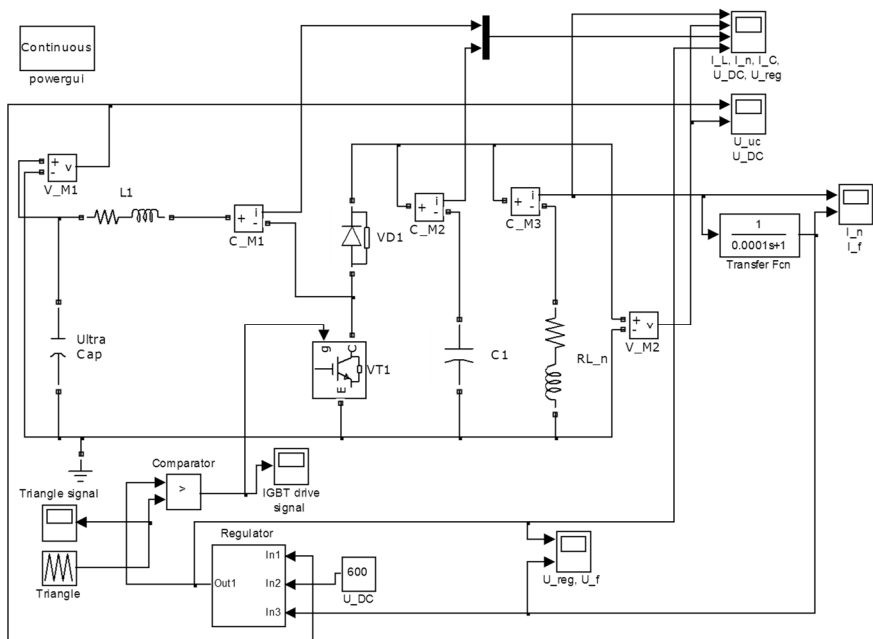 Continuous
powergui
I_L, I_n, I_C,
U_DC, U_reg
U_uc
U_DC
+
-
v
V_M1
L1
+
i
-
C_M1
VD1
+
i
-
C_M2
+
i
-
C_M3
1
0.0001s+1
Transfer Fcn
I_n
I_f
+
-
v
V_M2
Ultra
Cap
g
C
E
VT1
C1
RL_n
Comparator
>
IGBT drive
signal
Triangle signal
Triangle
Regulator
Out1
In1
In2
In3
600
U_DC
U_reg, U_f